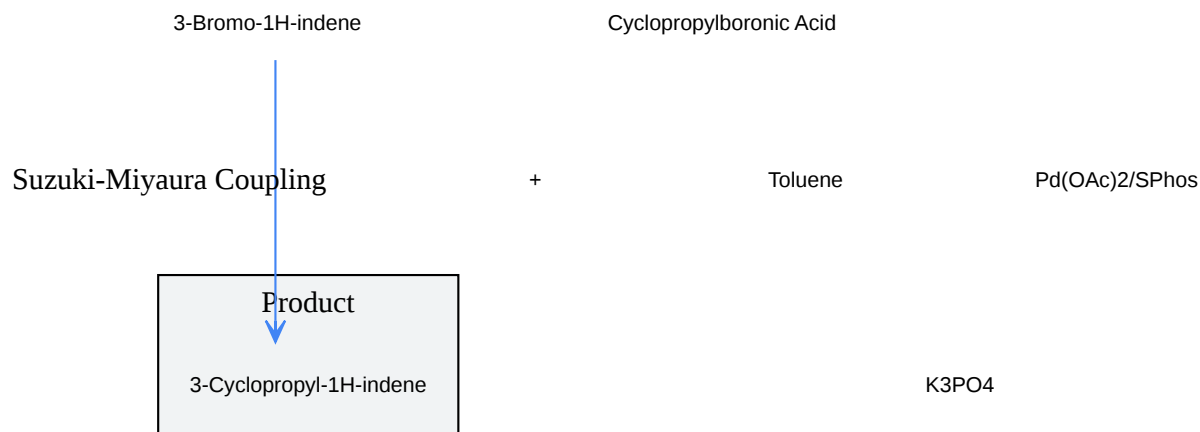 3-Bromo-1H-indene
Cyclopropylboronic Acid
Suzuki-Miyaura Coupling
+
Toluene
Pd(OAc)2/SPhos
Product
3-Cyclopropyl-1H-indene
K3PO4